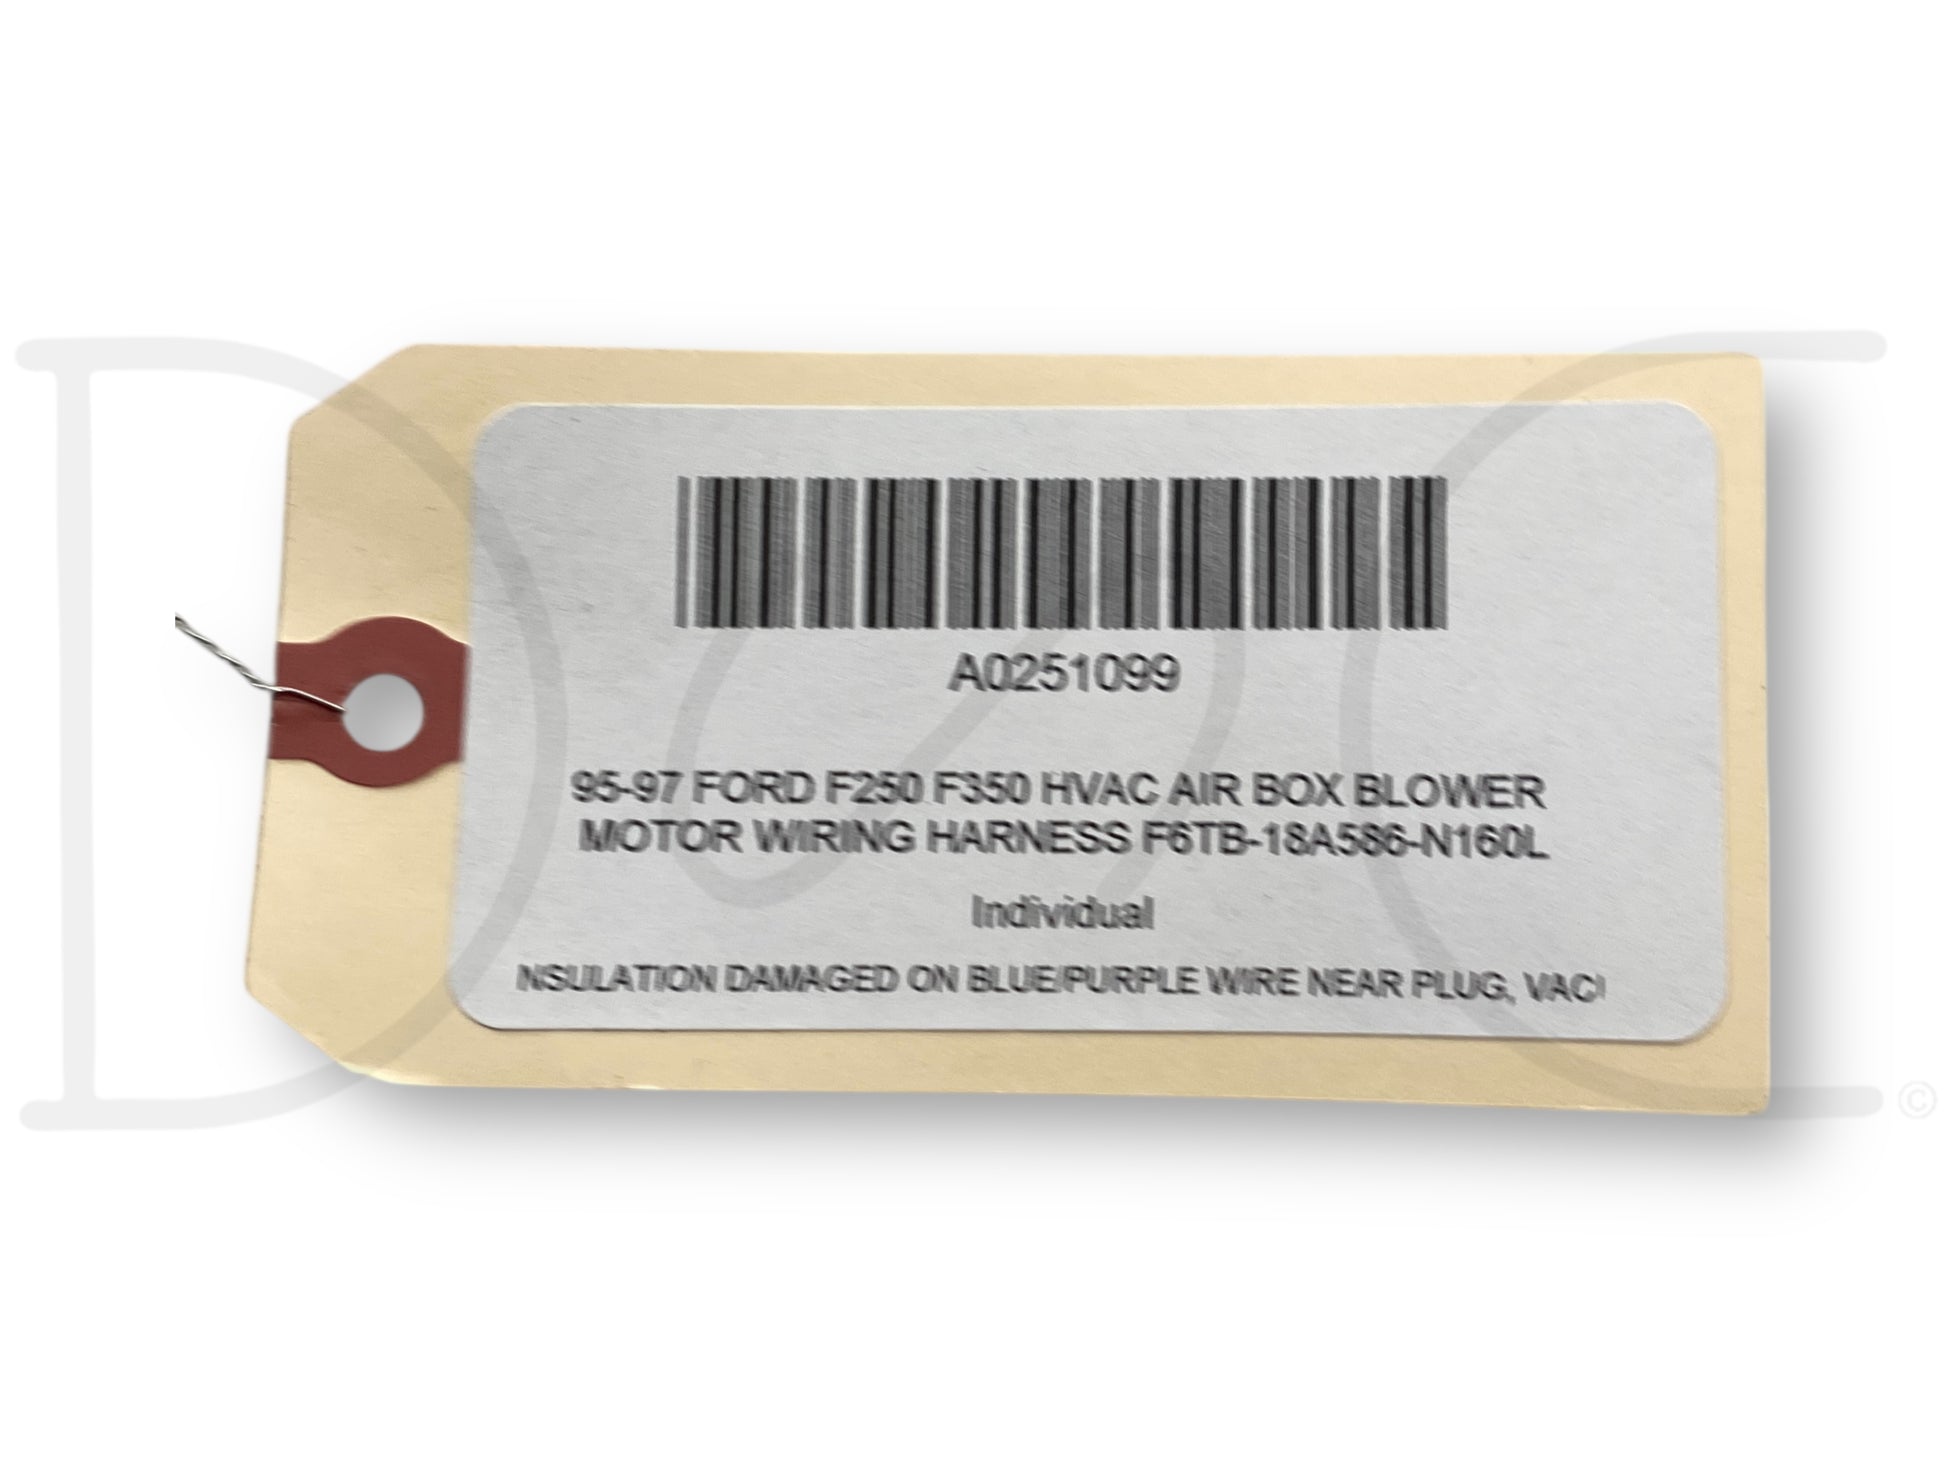 A0251099
95-97 FORD F250 F350 HVAC AIR BOX BLOWER
MOTOR WIRING HARNESS F6TB-18A586-N160L
Individual
NSULATION DAMAGED ON BLUE/PURPLE WIRE NEAR PLUG, VAC
©